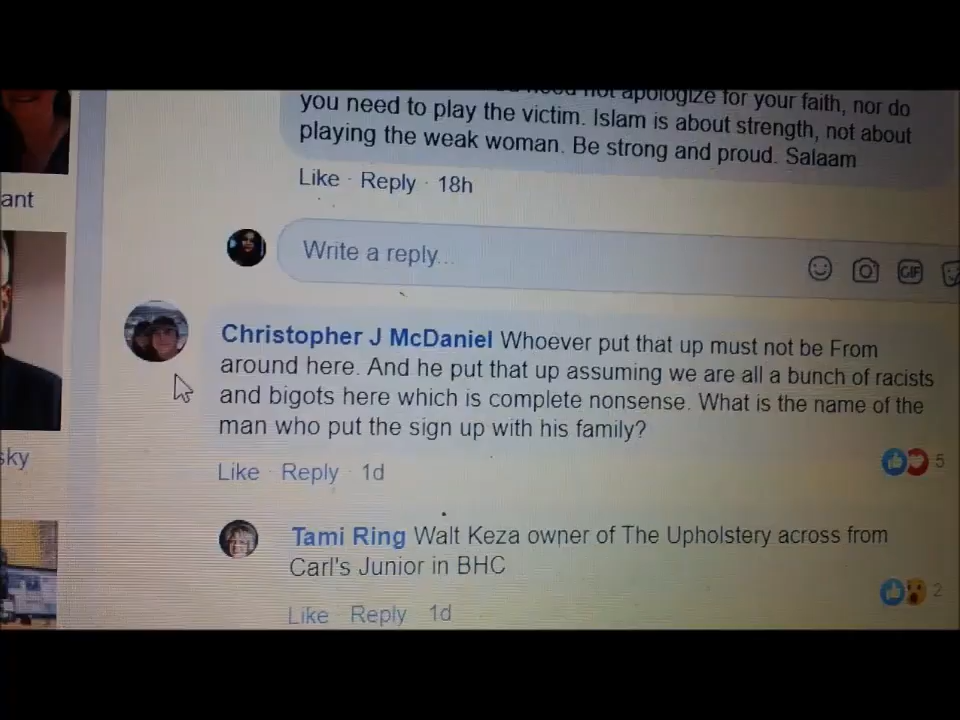 need not apologize for your faith, nor do
you need to play the victim. Islam is about strength, not about
playing the weak woman. Be strong and proud. Salaam
Like · Reply · 18h
ant
Write a reply...
GIF
Christopher J McDaniel Whoever put that up must not be From
around here. And he put that up assuming we are all a bunch of racists
and bigots here which is complete nonsense. What is the name of the
man who put the sign up with his family?
5
sky
Like · Reply · 1d
Tami Ring Walt Keza owner of The Upholstery across from
Carl's Junior in BHC
2
Like Reply 1d